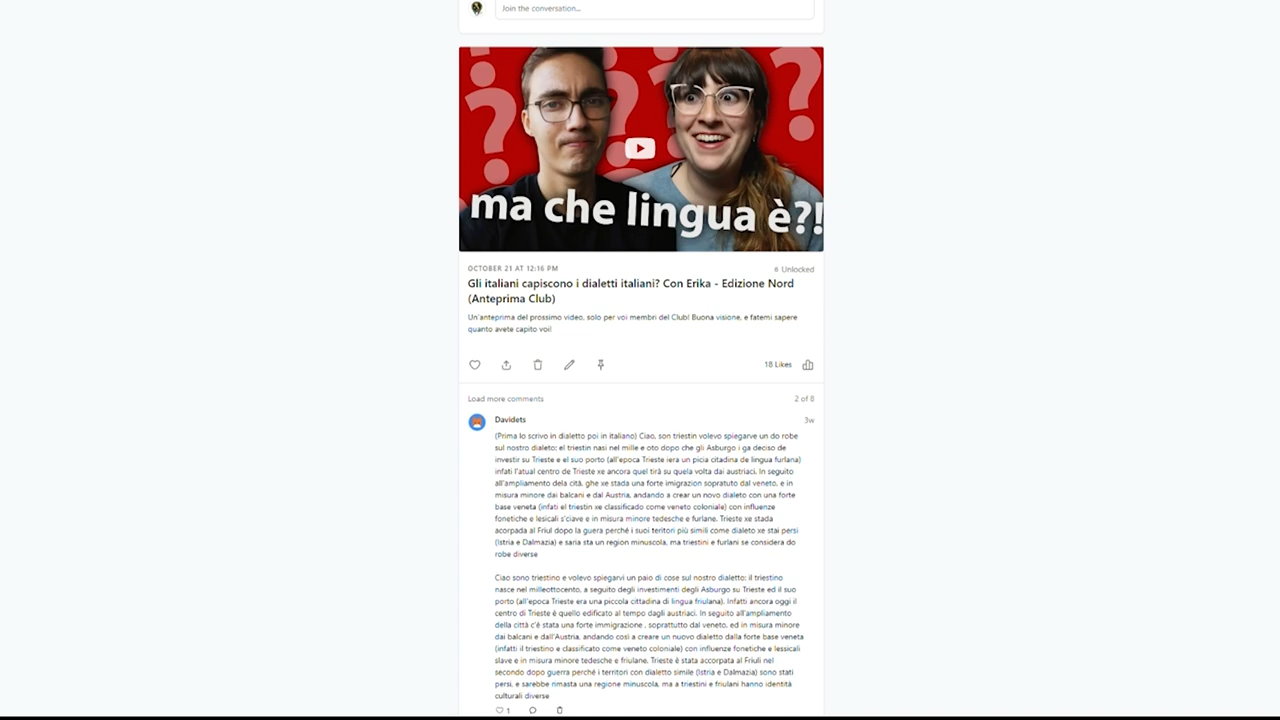 Join the conversation...
ma che lingua è?!
OCTOBER 21 AT 12:16 PM
Unlocked
Gli italiani capiscono i dialetti italiani? Con Erika - Edizione Nord
(Anteprima Club)
Un'anteprima del prossimo video, solo per voi membri del Club! Buona visione, e fatemi sapere
quanto avete capito voi!
18 Likes
Load more comments
2 of 8
Davidets
3w
(Prima lo scrivo in dialetto poi in italiano) Ciao, son triestin volevo spiegarve un do robe
sul nostro dialeto: el triestin nasi nel mille e oto dopo che gli Asburgo i ga deciso de
investir su Trieste e el suo porto (all'epoca Trieste iera un picia citadina de lingua furlana)
infati l'atual centro de Trieste xe ancora quel tirà su quela volta dai austriaci. In seguito
all'ampliamento dela cità, ghe xe stada una forte imigrazion sopratuto dal veneto, e in
misura minore dai balcani e dal Austria, andando a crear un novo dialeto con una forte
base veneta (infati el triestin xe classificado come veneto coloniale) con influenze
fonetiche e lesicali s'ciave e in misura minore tedesche e furlane. Trieste xe stada
acorpada al Friul dopo la guera perché i suoi teritori più simili come dialeto xe stai persi
(Istria e Dalmazia) e saria sta un region minuscola, ma triestini e furlani se considera do
robe diverse
Ciao sono triestino e volevo spiegarvi un paio di cose sul nostro dialetto: il triestino
nasce nel milleottocento, a seguito degli investimenti degli Asburgo su Trieste ed il suo
porto (all'epoca Trieste era una piccola cittadina di lingua friulana). Infatti ancora oggi il
centro di Trieste è quello edificato al tempo dagli austriaci. In seguito all'ampliamento
della città c'è stata una forte immigrazione , soprattutto dal veneto, ed in misura minore
dai balcani e dall'Austria, andando così a creare un nuovo dialetto dalla forte base veneta
(infatti il triestino e classificato come veneto coloniale) con influenze fonetiche e lessicali
slave e in misura minore tedesche e friulane. Trieste è stata accorpata al Friuli nel
secondo dopo guerra perché i territori con dialetto simile (Istria e Dalmazia) sono stati
persi, e sarebbe rimasta una regione minuscola, ma a triestini e friulani hanno identità
culturali diverse
1